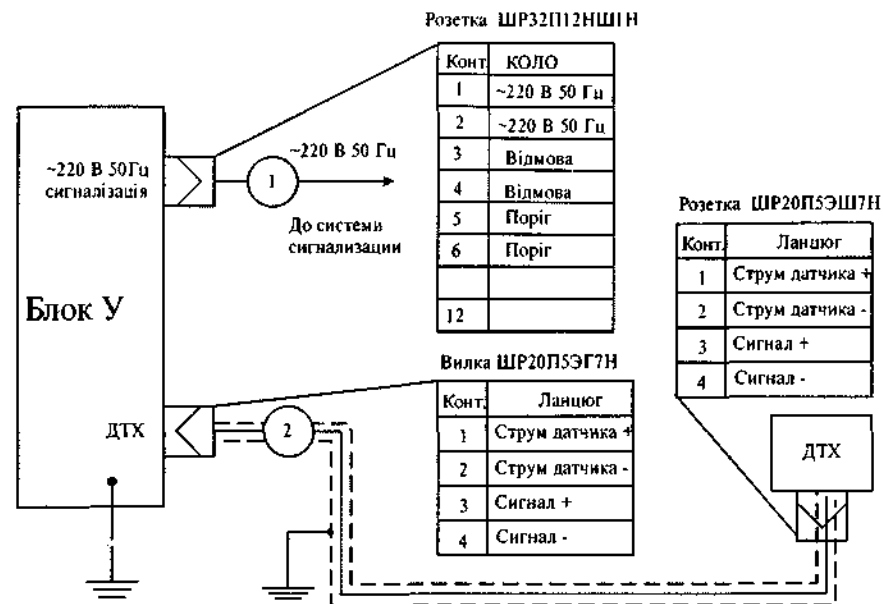 Розетка ШР32П12НШ1Н
Конт КОЛО
1 ~220 В 50 Гц
2 ~220 В 50 Гц
3 Відмова
4 Відмова
5 Поріг
6 Поріг
12
~220 В 50Гц
сигналізація
1
~220 В 50 Гц
До системи
сигнализации
Розетка ШР20П5ЭШ7Н
Конт. Ланцюг
1 Струм датчика +
2 Струм датчика -
3 Сигнал +
4 Сигнал -
Блок У
Вилка ШР20П5ЭГ7Н
Конт. Ланцюг
1 Струм датчика +
2 Струм датчика -
3 Сигнал +
4 Сигнал -
ДТХ
2
ДТХ